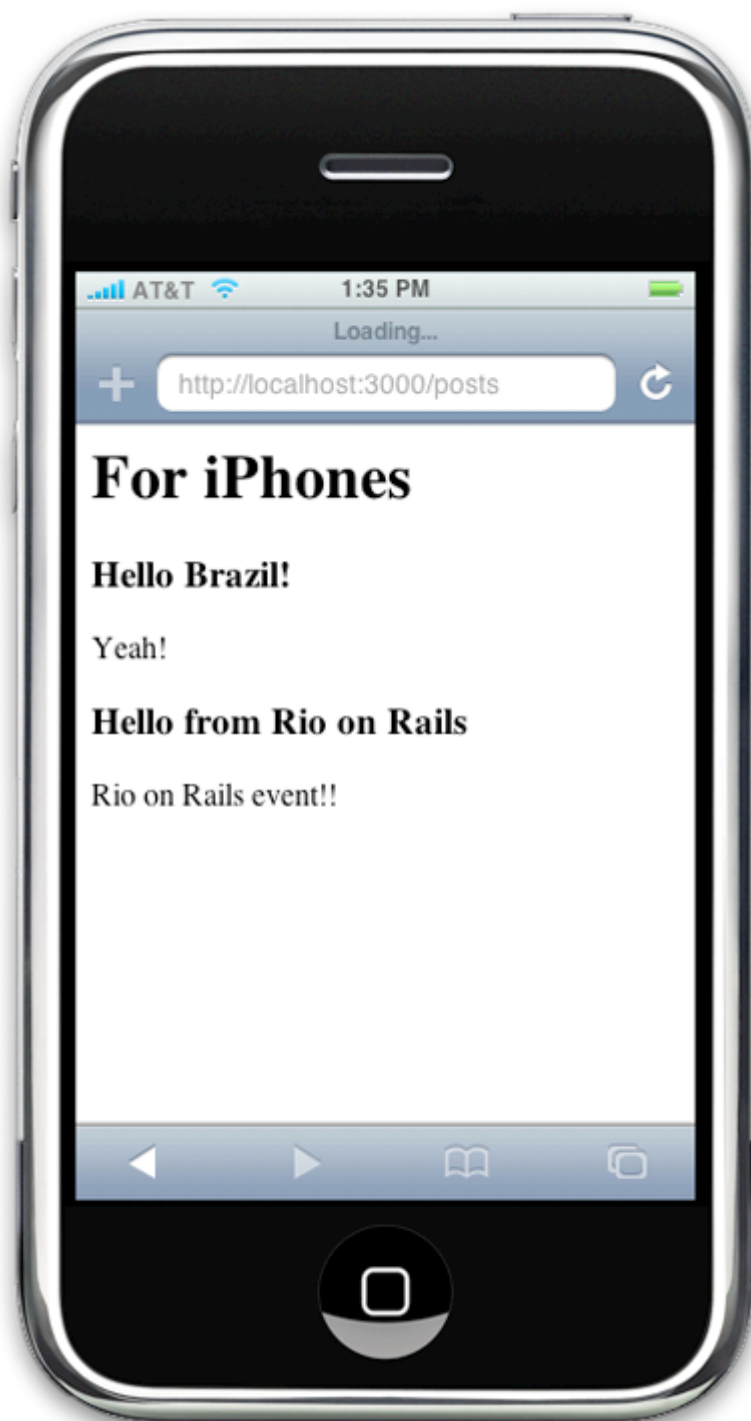 AT&T 1:35 PM
Loading...
http://localhost:3000/posts
For iPhones
Hello Brazil!
Yeah!
Hello from Rio on Rails
Rio on Rails event!!